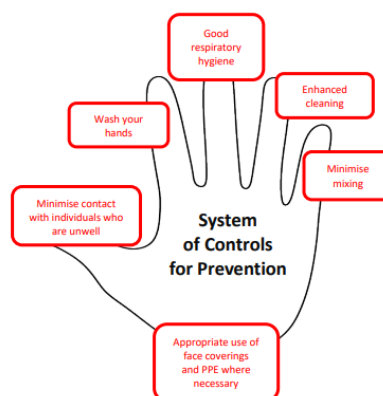 Good
respiratory
hygiene
Enhanced
cleaning
Wash your
hands
Minimise
mixing
Minimise contact
with individuals who
are unwell
System
of Controls
for Prevention
Appropriate use of
face coverings
and PPE where
necessary